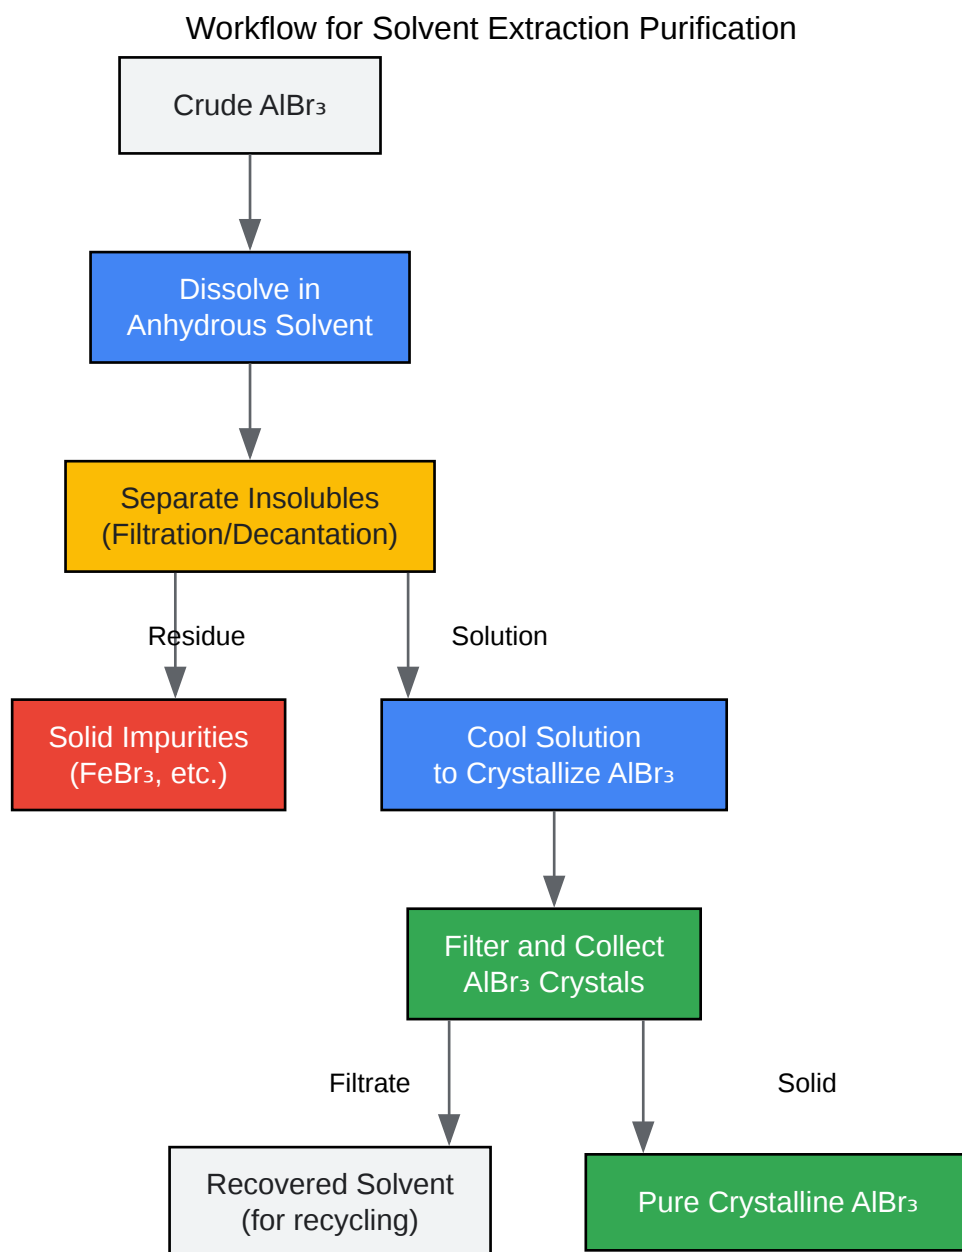 Workflow for Solvent Extraction Purification
Crude AlBr₃
Dissolve in
Anhydrous Solvent
Separate Insolubles
(Filtration/Decantation)
Residue
Solution
Solid Impurities
(FeBr₃, etc.)
Cool Solution
to Crystallize AlBr₃
Filter and Collect
AlBr₃ Crystals
Filtrate
Solid
Recovered Solvent
(for recycling)
Pure Crystalline AlBr₃